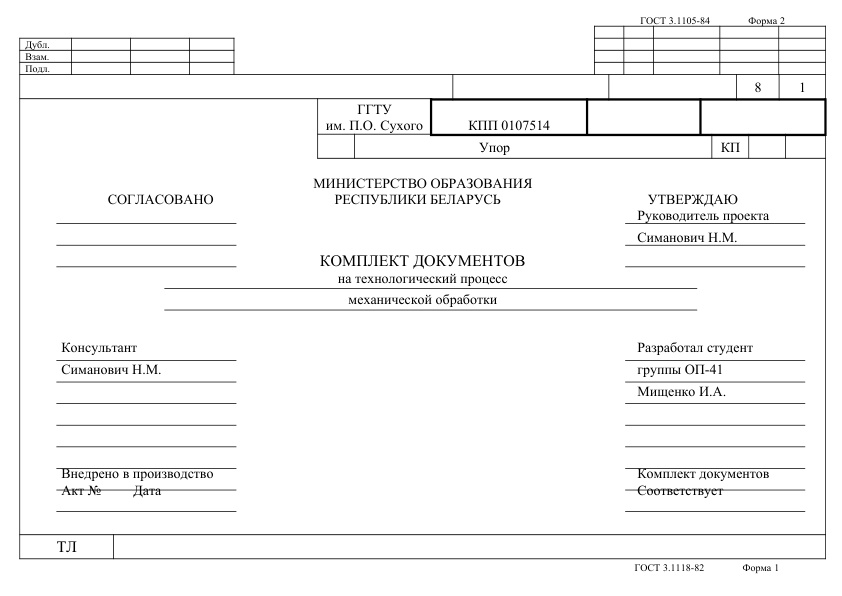 ГОСТ 3.1105-84 Форма 2
Дубл.
Взам.
Подл.
8 1
ГГТУ
им. П.О. Сухого КПП 0107514
Упор КП
МИНИСТЕРСТВО ОБРАЗОВАНИЯ
СОГЛАСОВАНО РЕСПУБЛИКИ БЕЛАРУСЬ УТВЕРЖДАЮ
Руководитель проекта
Симанович Н.М.
КОМПЛЕКТ ДОКУМЕНТОВ
на технологический процесс
механической обработки
Консультант Разработал студент
Симанович Н.М. группы ОП-41
Мищенко И.А.
Внедрено в производство Комплект документов
Акт № Дата Соответствует
ТЛ
ГОСТ 3.1118-82 Форма 1